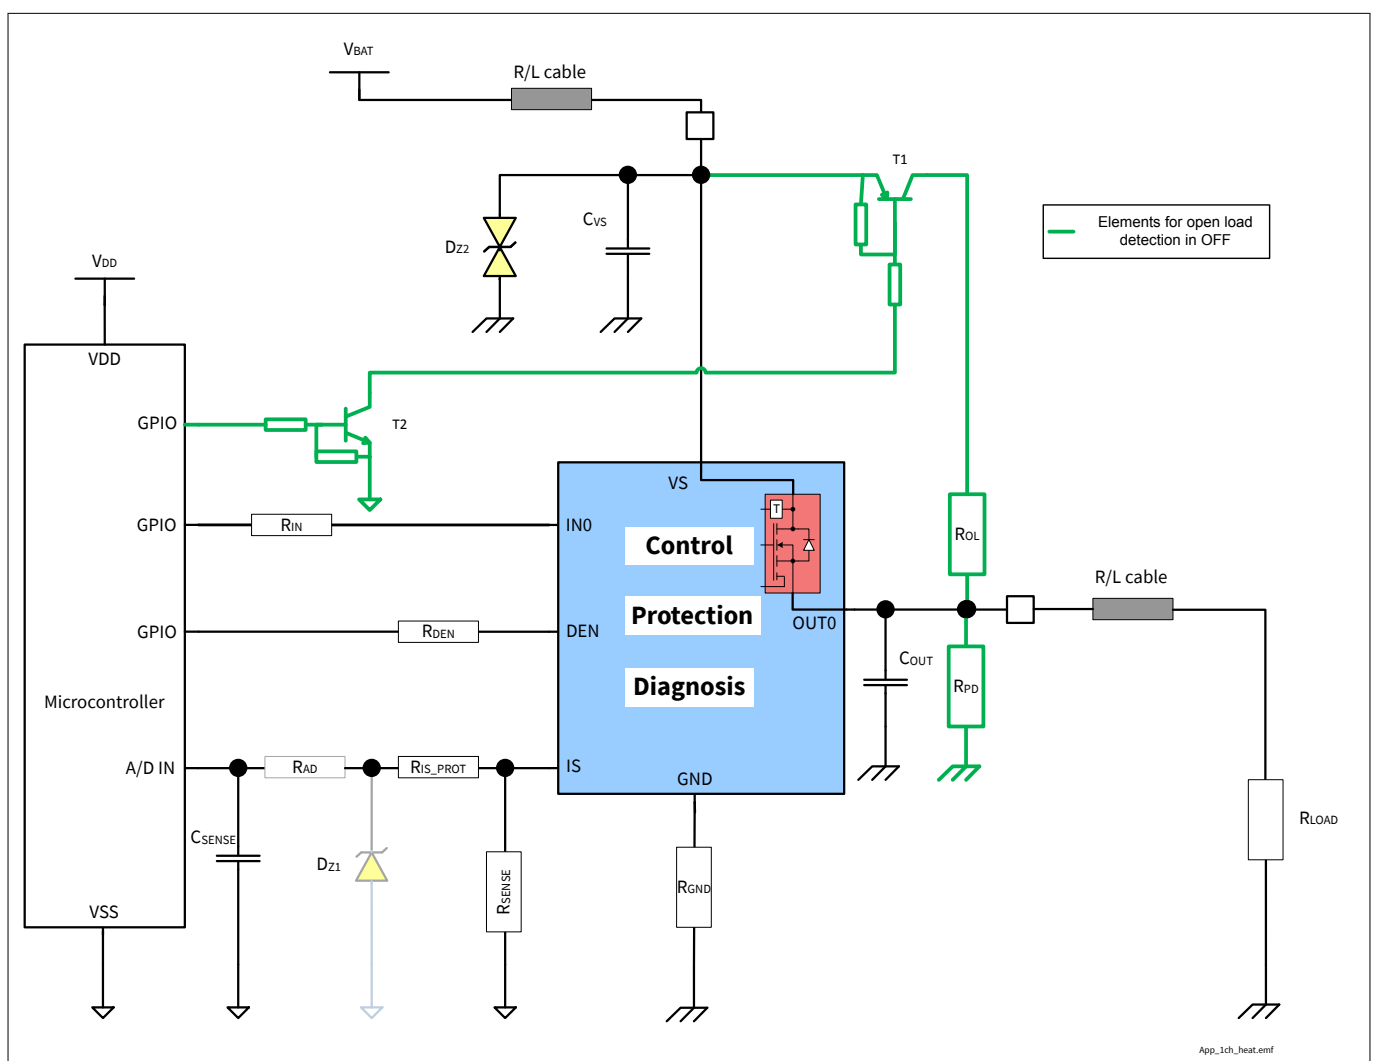 VBAT
R/L cable
T1
Elements for open load
detection in OFF
CVS
DZ2
VDD
VDD
GPIO
T2
VS
T
GPIO
RIN
IN0
Control
ROL
R/L cable
GPIO
RDEN
DEN
Protection
OUT0
COUT
Diagnosis
RPD
Microcontroller
A/D IN
RAD
RIS_PROT
IS
GND
CSENSE
DZ1
RSENSE
RGND
RLOAD
VSS
App_1ch_heat.emf